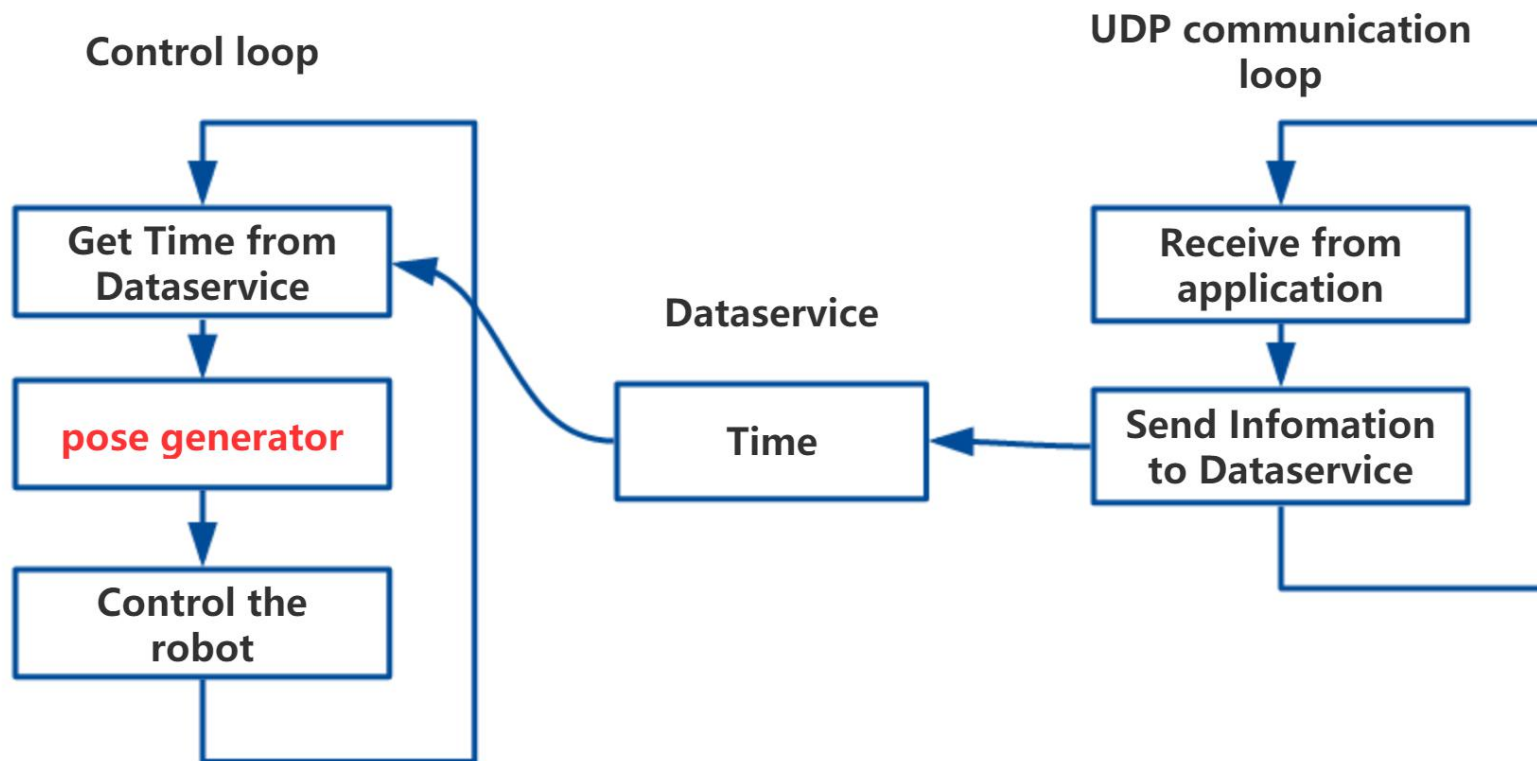 Control loop
Get Time from
Dataservice
pose generator
Control the
robot
Dataservice
Time
UDP communication
loop
Receive from
application
Send Infomation
to Dataservice